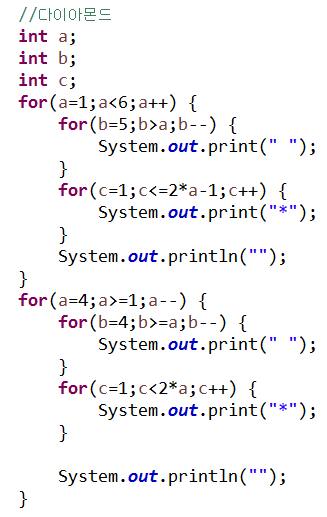 //다이아몬드
int a;
int b;
int c;
for(a=1;a<6;a++) {
    for(b=5;b>a;b--) {
        System.out.print(" ");
    }
    for(c=1;c<=2*a-1;c++) {
        System.out.print("*");
    }
    System.out.println("");
}
for(a=4;a>=1;a--) {
    for(b=4;b>=a;b--) {
        System.out.print(" ");
    }
    for(c=1;c<2*a;c++) {
        System.out.print("*");
    }

    System.out.println("");
}